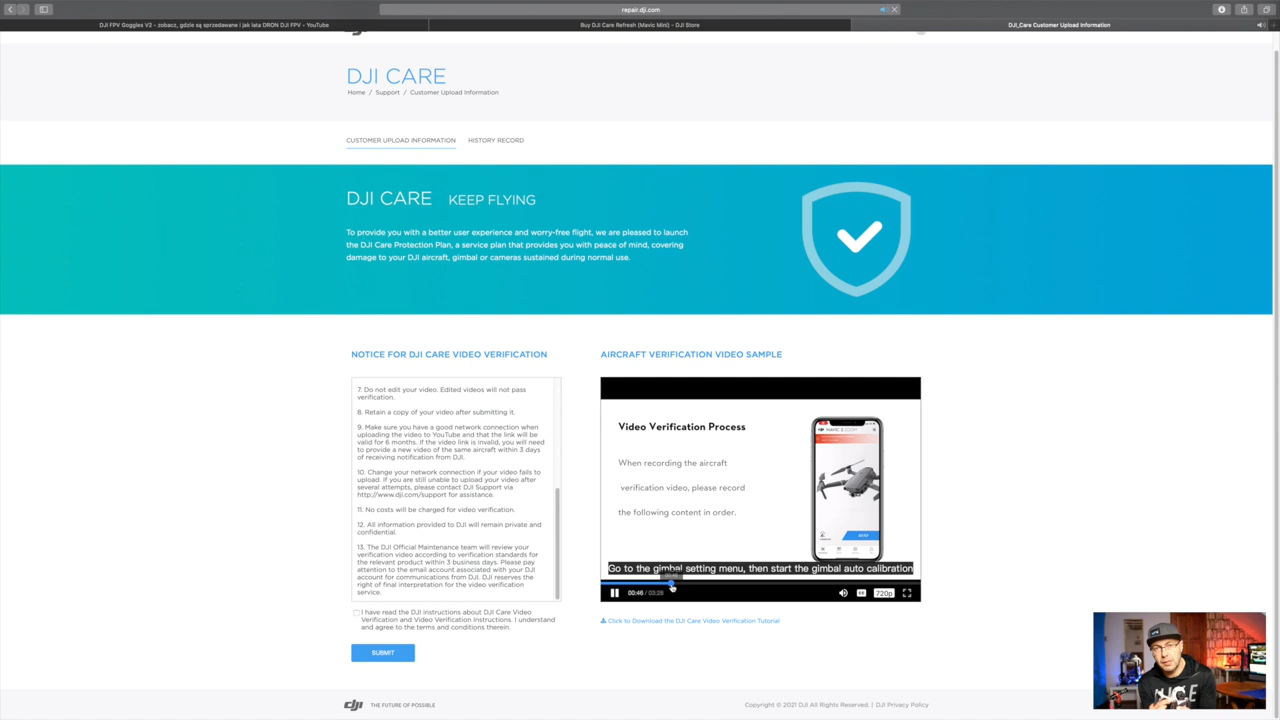 repair.dji.com
DJI FPV Goggles V2 - zobacz, gdzie są sprzedawane i jak lata DRON DJI FPV - YouTube
Buy DJI Care Refresh (Mavic Mini) - DJI Store
DJI_Care Customer Upload Information
DJI CARE
Home / Support / Customer Upload Information
CUSTOMER UPLOAD INFORMATION
HISTORY RECORD
DJI CARE KEEP FLYING
To provide you with a better user experience and worry-free flight, we are pleased to launch
the DJI Care Protection Plan, a service plan that provides you with peace of mind, covering
damage to your DJI aircraft, gimbal or cameras sustained during normal use.
NOTICE FOR DJI CARE VIDEO VERIFICATION
7. Do not edit your video. Edited videos will not pass
verification.
8. Retain a copy of your video after submitting it.
9. Make sure you have a good network connection when
uploading the video to YouTube and that the link will be
valid for 6 months. If the video link is invalid, you will need
to provide a new video of the same aircraft within 3 days
of receiving notification from DJI.
10. Change your network connection if your video fails to
upload. If you are still unable to upload your video after
several attempts, please contact DJI Support via
http://www.dji.com/support for assistance.
11. No costs will be charged for video verification.
12. All information provided to DJI will remain private and
confidential.
13. The DJI Official Maintenance team will review your
verification video according to verification standards for
the relevant product within 3 business days. Please pay
attention to the email account associated with your DJI
account for communications from DJI. DJI reserves the
right of final interpretation for the video verification
service.
I have read the DJI instructions about DJI Care Video
Verification and Video Verification Instructions. I understand
and agree to the terms and conditions therein.
SUBMIT
AIRCRAFT VERIFICATION VIDEO SAMPLE
Video Verification Process
When recording the aircraft
verification video, please record
the following content in order.
MAVIC 2 ZOOM
Go to the gimbal setting menu, then start the gimbal auto calibration
00:46 / 03:28
720p
Click to Download the DJI Care Video Verification Tutorial
dji THE FUTURE OF POSSIBLE
Copyright © 2021 DJI All Rights Reserved. | DJI Privacy Policy